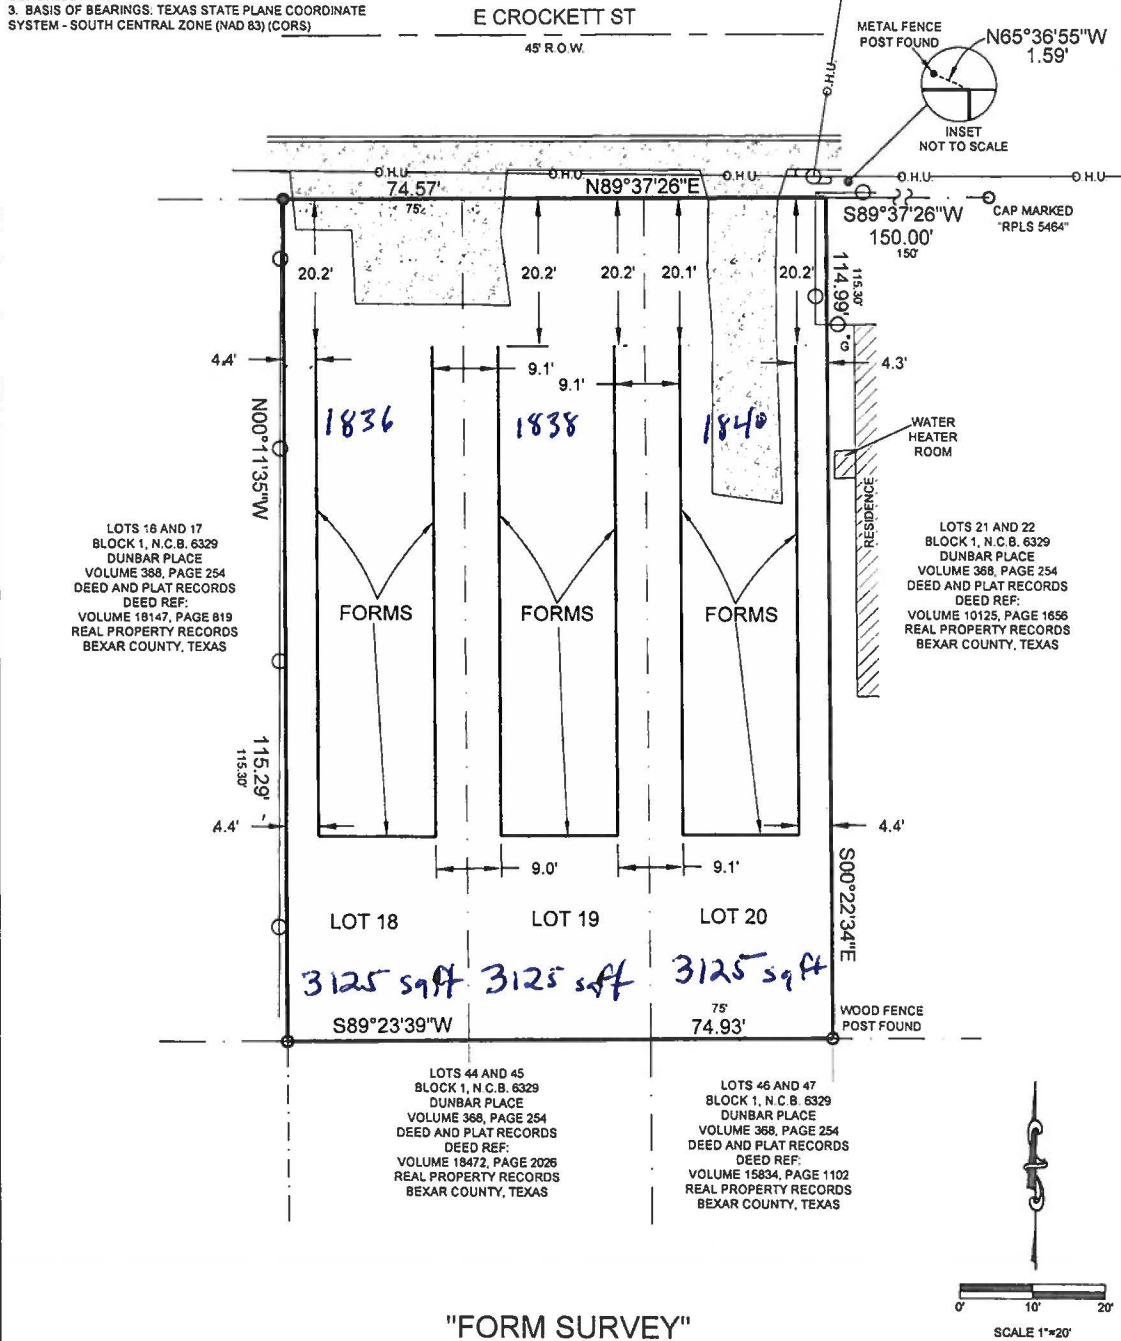 3. BASIS OF BEARINGS: TEXAS STATE PLANE COORDINATE
SYSTEM - SOUTH CENTRAL ZONE (NAD 83) (CORS)
E CROCKETT ST
45' R.O.W.
METAL FENCE
POST FOUND
N65°36'55"W
1.59'
INSET
NOT TO SCALE
O.H.U.
O.H.U
O.H.U
O.H.U
O.H.U
O.H.U
74.57'
75'
N89°37'26"E
S89°37'26"W
150.00'
150'
CAP MARKED
"RPLS 5464"
20.2'
20.2'
20.2'
20.1'
20.2'
114.99'
115.30'
"G"
4.4'
9.1'
9.1'
4.3'
1836
1838
1840
WATER
HEATER
ROOM
RESIDENCE
N00°11'35"W
LOTS 16 AND 17
BLOCK 1, N.C.B. 6329
DUNBAR PLACE
VOLUME 368, PAGE 254
DEED AND PLAT RECORDS
DEED REF:
VOLUME 18147, PAGE 819
REAL PROPERTY RECORDS
BEXAR COUNTY, TEXAS
LOTS 21 AND 22
BLOCK 1, N.C.B. 6329
DUNBAR PLACE
VOLUME 368, PAGE 254
DEED AND PLAT RECORDS
DEED REF:
VOLUME 10125, PAGE 1656
REAL PROPERTY RECORDS
BEXAR COUNTY, TEXAS
FORMS
FORMS
FORMS
115.29'
115.30'
4.4'
4.4'
9.0'
9.1'
S00°22'34"E
LOT 18
LOT 19
LOT 20
3125 sqft
3125 sqft
3125 sqft
S89°23'39"W
75'
74.93'
WOOD FENCE
POST FOUND
LOTS 44 AND 45
BLOCK 1, N.C.B. 6329
DUNBAR PLACE
VOLUME 368, PAGE 254
DEED AND PLAT RECORDS
DEED REF:
VOLUME 18472, PAGE 2026
REAL PROPERTY RECORDS
BEXAR COUNTY, TEXAS
LOTS 46 AND 47
BLOCK 1, N.C.B. 6329
DUNBAR PLACE
VOLUME 368, PAGE 254
DEED AND PLAT RECORDS
DEED REF:
VOLUME 15834, PAGE 1102
REAL PROPERTY RECORDS
BEXAR COUNTY, TEXAS
0' 10' 20'
SCALE 1"=20'
"FORM SURVEY"